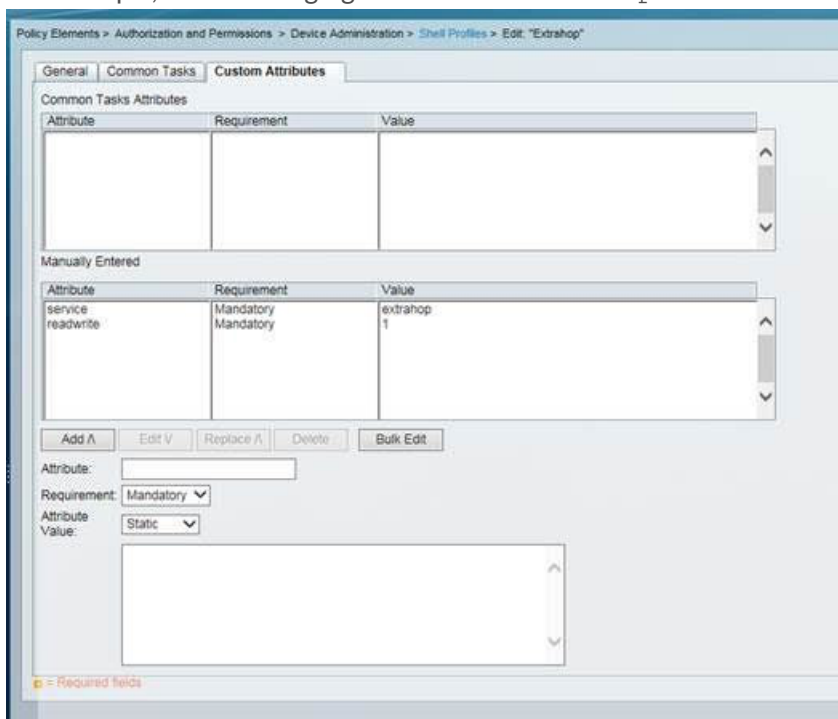 Policy Elements > Authorization and Permissions > Device Administration > Shell Profiles > Edit: "Extrahop"
General Common Tasks Custom Attributes
Common Tasks Attributes
Attribute Requirement Value
Manually Entered
Attribute Requirement Value
service Mandatory extrahop
readwrite Mandatory 1
Add /\ Edit V Replace /\ Delete Bulk Edit
Attribute:
Requirement: Mandatory
Attribute Value: Static
= Required fields